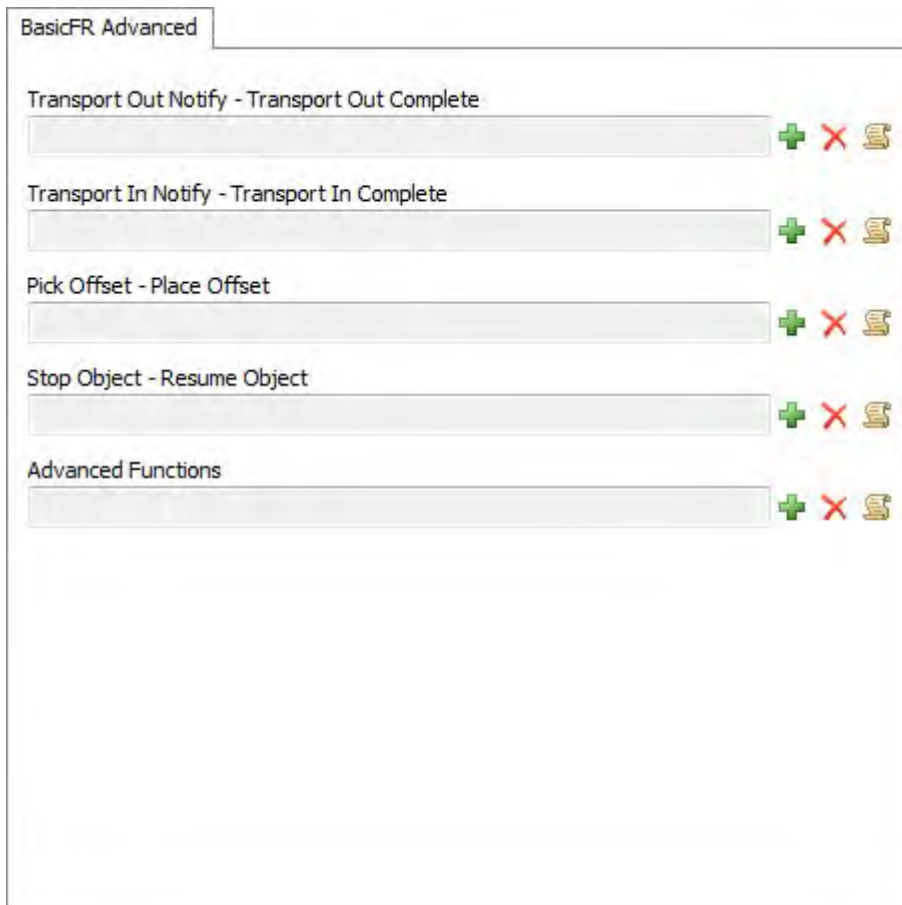 BasicFR Advanced
Transport Out Notify - Transport Out Complete
Transport In Notify - Transport In Complete
Pick Offset - Place Offset
Stop Object - Resume Object
Advanced Functions